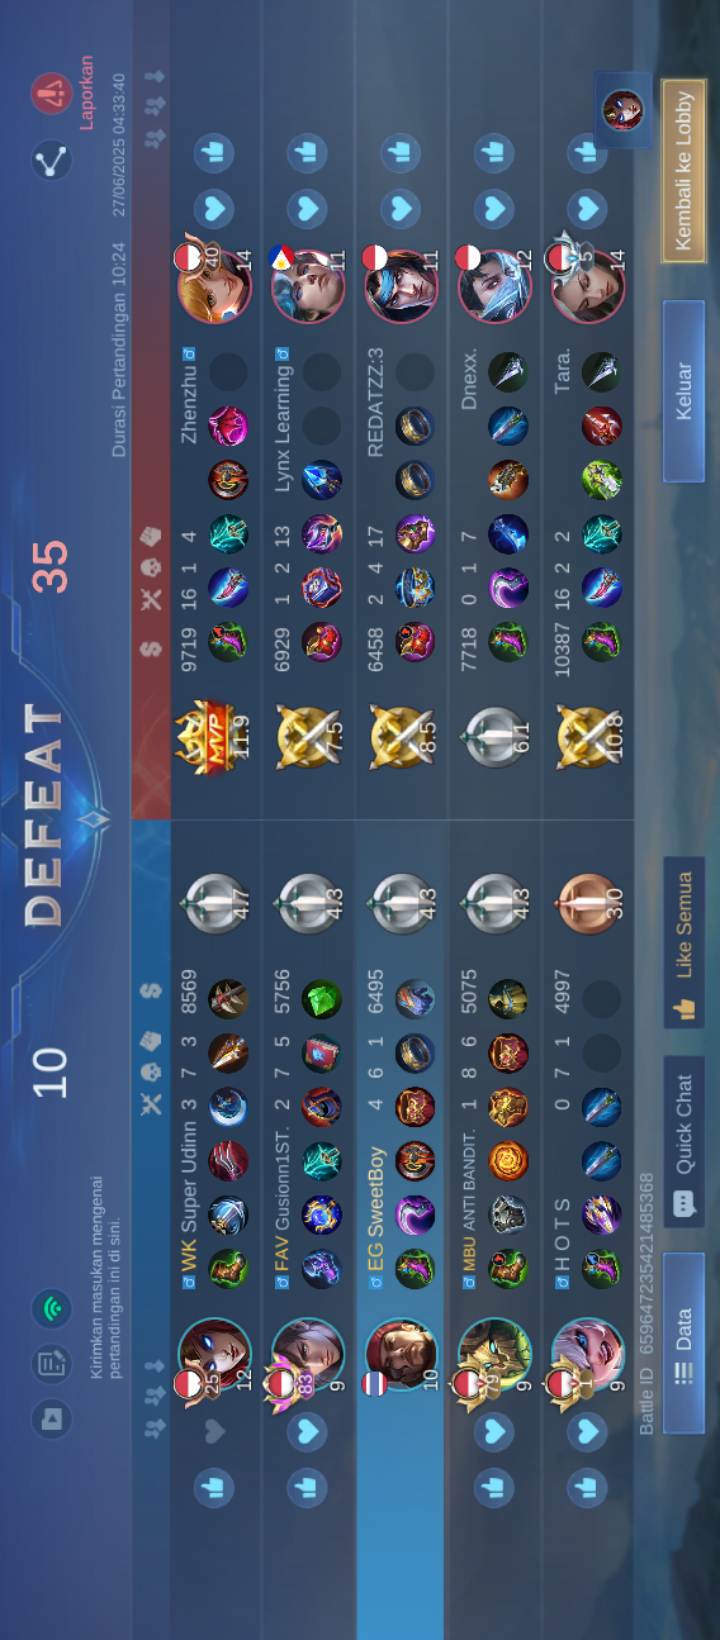 Kirimkan masukan mengenai
pertandingan ini di sini.
10 DEFEAT 35
Laporkan
Durasi Pertandingan 10:24 27/06/2025 04:33:40
25 12 WK Super Udinn 3 7 3 8569 4.7
MVP 11.9 9719 16 1 4 Zhenzhu 40 14
83 9 FAV Gusionn1ST. 2 7 5 5756 4.3
7.5 6929 1 2 13 Lynx Learning 11
10 EG SweetBoy 4 6 1 6495 4.3
8.5 6458 2 4 17 REDATZZ:3 11
79 9 MBU ANTI BANDIT. 1 8 6 5075 4.3
6.1 7718 0 1 7 Dnexx. 12
1 9 H O T S 0 7 1 4997 3.0
10.8 10387 16 2 2 Tara. 5 14
Battle ID 659647235421485368
Data Quick Chat Like Semua Keluar Kembali ke Lobby